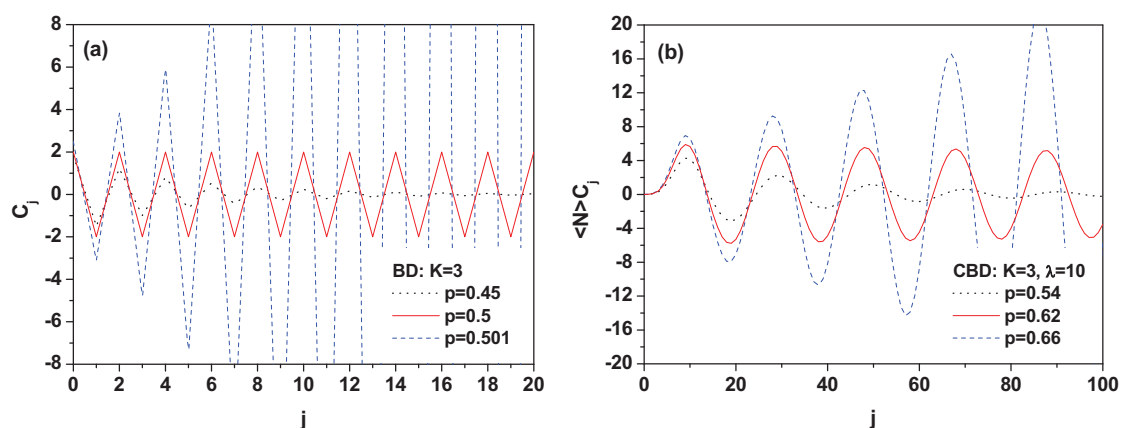 (a)
8
6
4
2
0
-2
-4
-6
-8
C_j
0 2 4 6 8 10 12 14 16 18 20
j
BD: K=3
p=0.45
p=0.5
p=0.501
(b)
20
16
12
8
4
0
-4
-8
-12
-16
-20
<N>C_j
0 20 40 60 80 100
j
CBD: K=3, λ=10
p=0.54
p=0.62
p=0.66